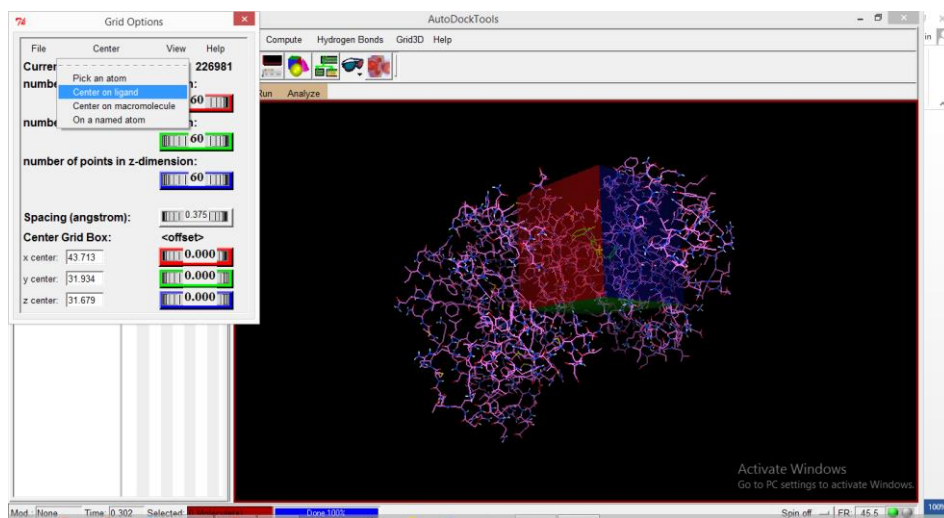 Grid Options
AutoDockTools
File Center View Help
Compute Hydrogen Bonds Grid3D Help
226981
Pick an atom
Center on ligand
Center on macromolecule
On a named atom
60
Run Analyze
60
number of points in z-dimension:
60
Spacing (angstrom): 0.375
Center Grid Box: <offset>
x center: 43.713 0.000
y center: 31.934 0.000
z center: 31.679 0.000
Activate Windows
Go to PC settings to activate Windows.
Mod.: None Time: 0.302 Selected: Done 100% Spin off FR: 45.5 100%